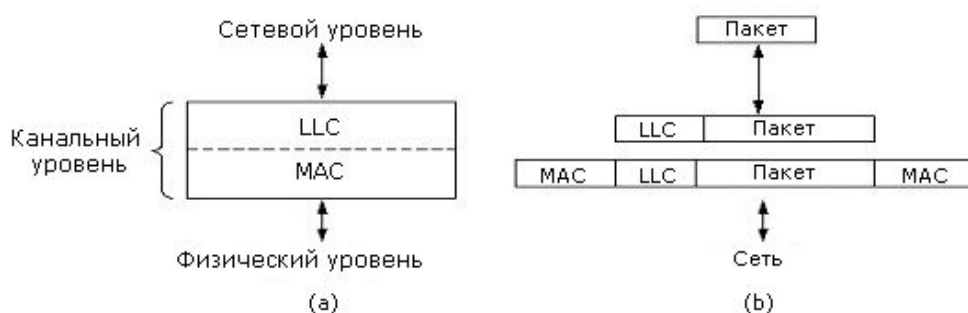 Сетевой уровень
Канальный
уровень
LLC
MAC
Физический уровень
(a)
Пакет
LLC Пакет
MAC LLC Пакет MAC
Сеть
(b)